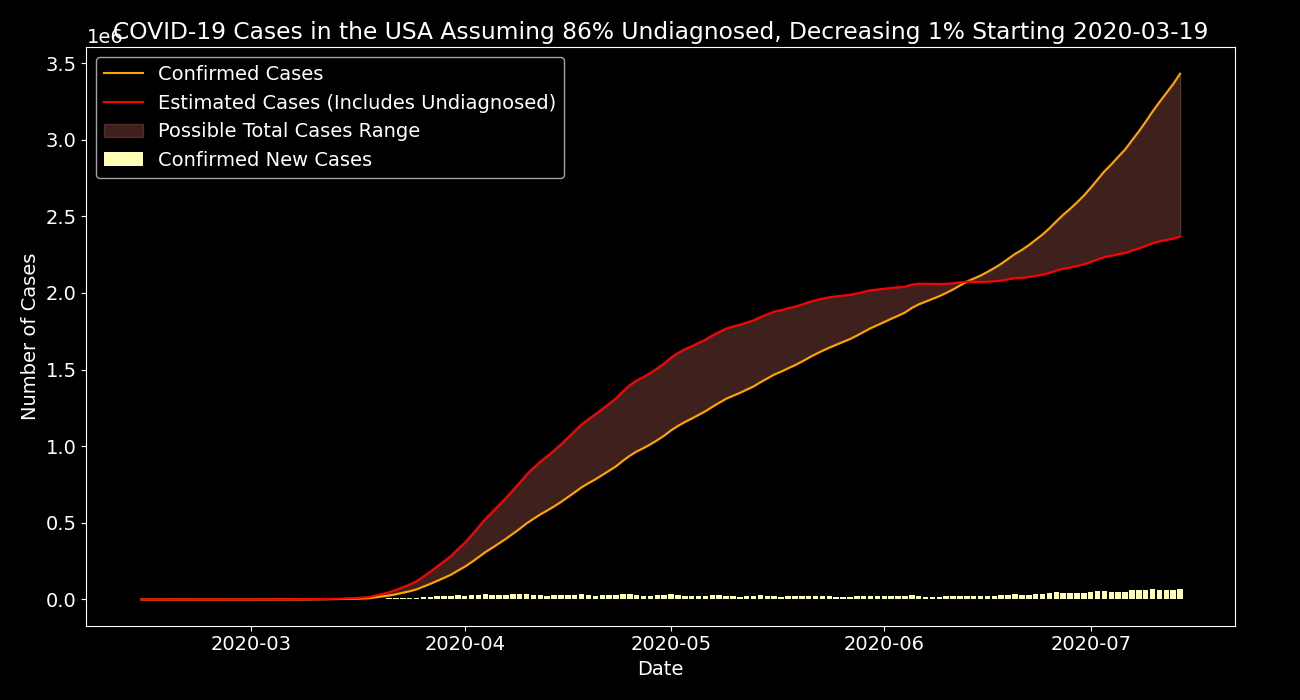 COVID-19 Cases in the USA Assuming 86% Undiagnosed, Decreasing 1% Starting 2020-03-19
1e6
3.5
Confirmed Cases
Estimated Cases (Includes Undiagnosed)
Possible Total Cases Range
Confirmed New Cases
3.0
2.5
2.0
1.5
1.0
0.5
0.0
Number of Cases
2020-03 2020-04 2020-05 2020-06 2020-07
Date